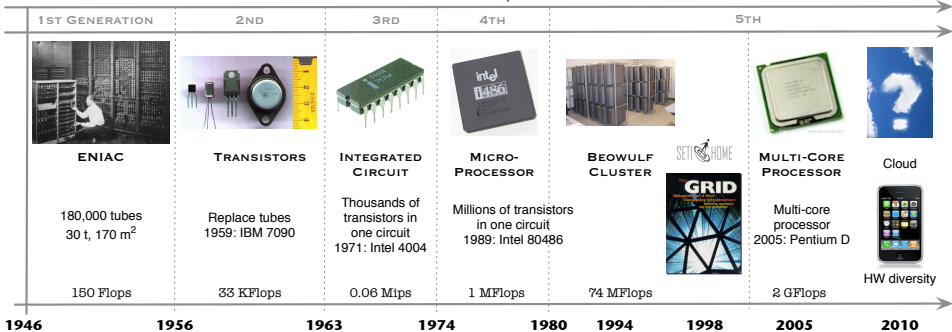 1ST GENERATION
2ND
3RD
4TH
5TH
intel
i486
SETI HOME
The GRID
ENIAC
TRANSISTORS
INTEGRATED
CIRCUIT
MICRO-
PROCESSOR
BEOWULF
CLUSTER
MULTI-CORE
PROCESSOR
Cloud
180,000 tubes
30 t, 170 m2
Replace tubes
1959: IBM 7090
Thousands of
transistors in
one circuit
1971: Intel 4004
Millions of transistors
in one circuit
1989: Intel 80486
Multi-core
processor
2005: Pentium D
HW diversity
150 Flops
33 KFlops
0.06 Mips
1 MFlops
74 MFlops
2 GFlops
1946
1956
1963
1974
1980
1994
1998
2005
2010